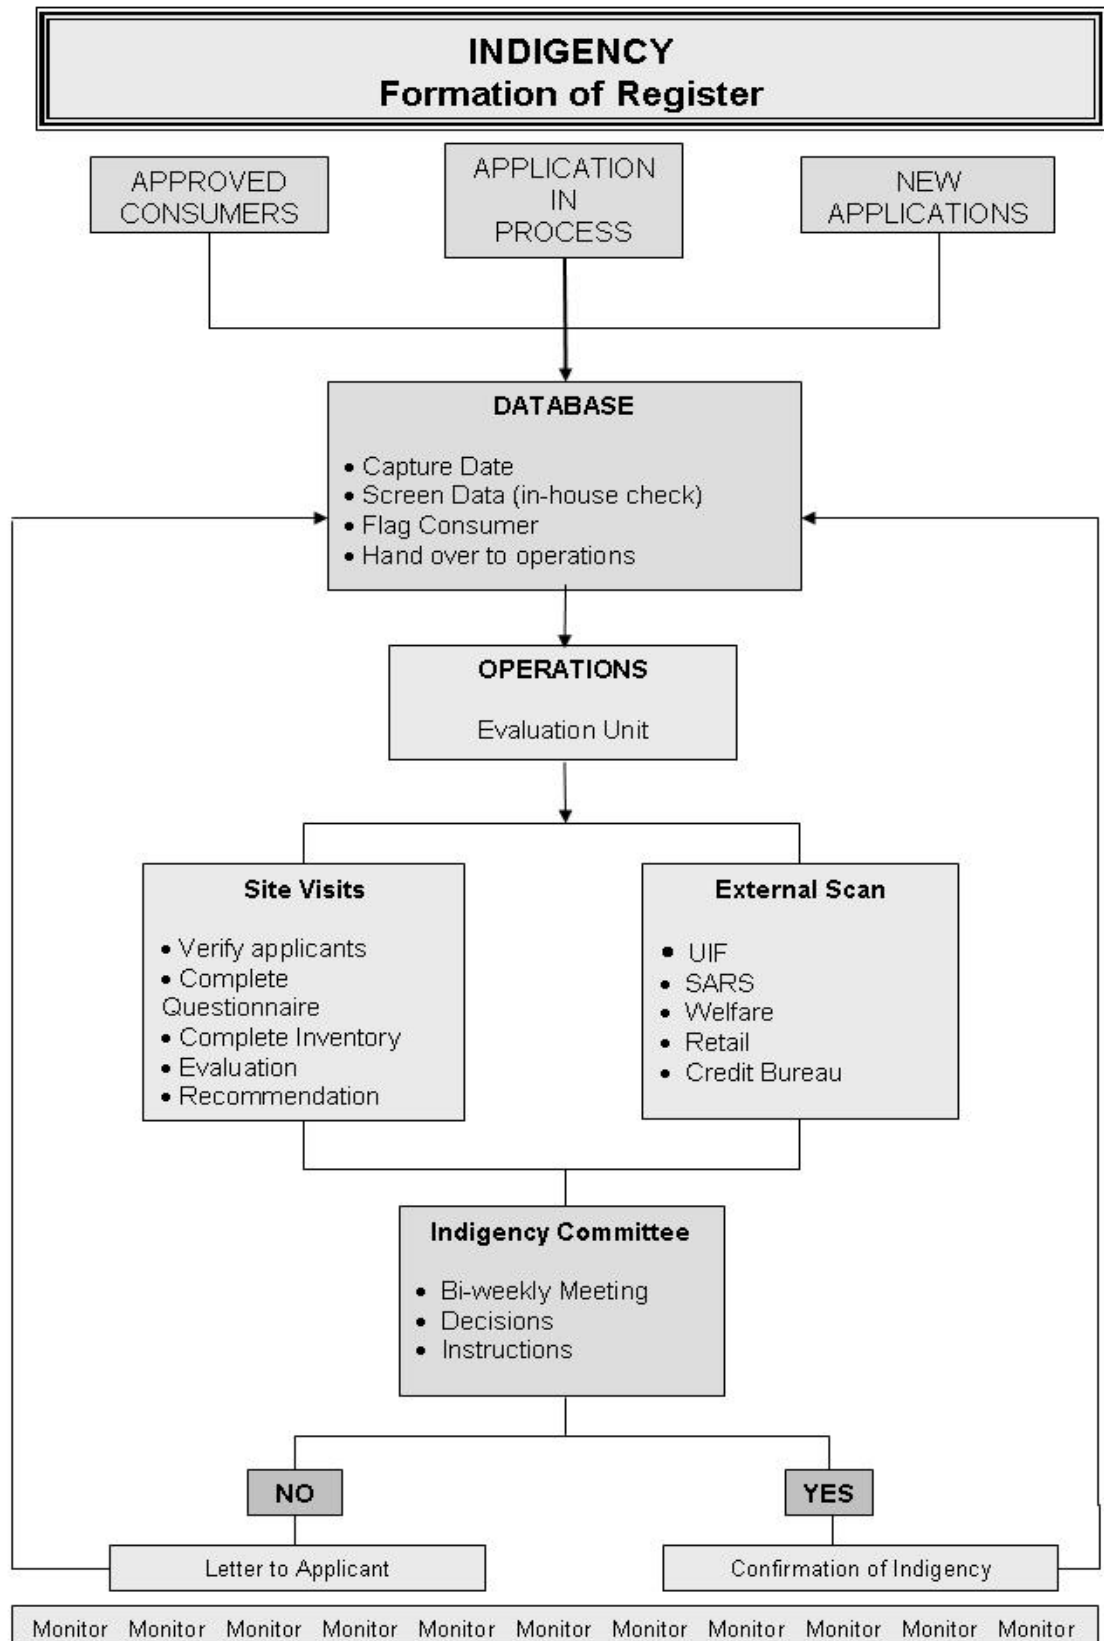 INDIGENCY
Formation of Register
APPROVED
CONSUMERS
APPLICATION
IN
PROCESS
NEW
APPLICATIONS
DATABASE
• Capture Date
• Screen Data (in-house check)
• Flag Consumer
• Hand over to operations
OPERATIONS
Evaluation Unit
Site Visits
• Verify applicants
• Complete
Questionnaire
• Complete Inventory
• Evaluation
• Recommendation
External Scan
• UIF
• SARS
• Welfare
• Retail
• Credit Bureau
Indigency Committee
• Bi-weekly Meeting
• Decisions
• Instructions
NO
YES
Letter to Applicant
Confirmation of Indigency
Monitor Monitor Monitor Monitor Monitor Monitor Monitor Monitor Monitor Monitor Monitor